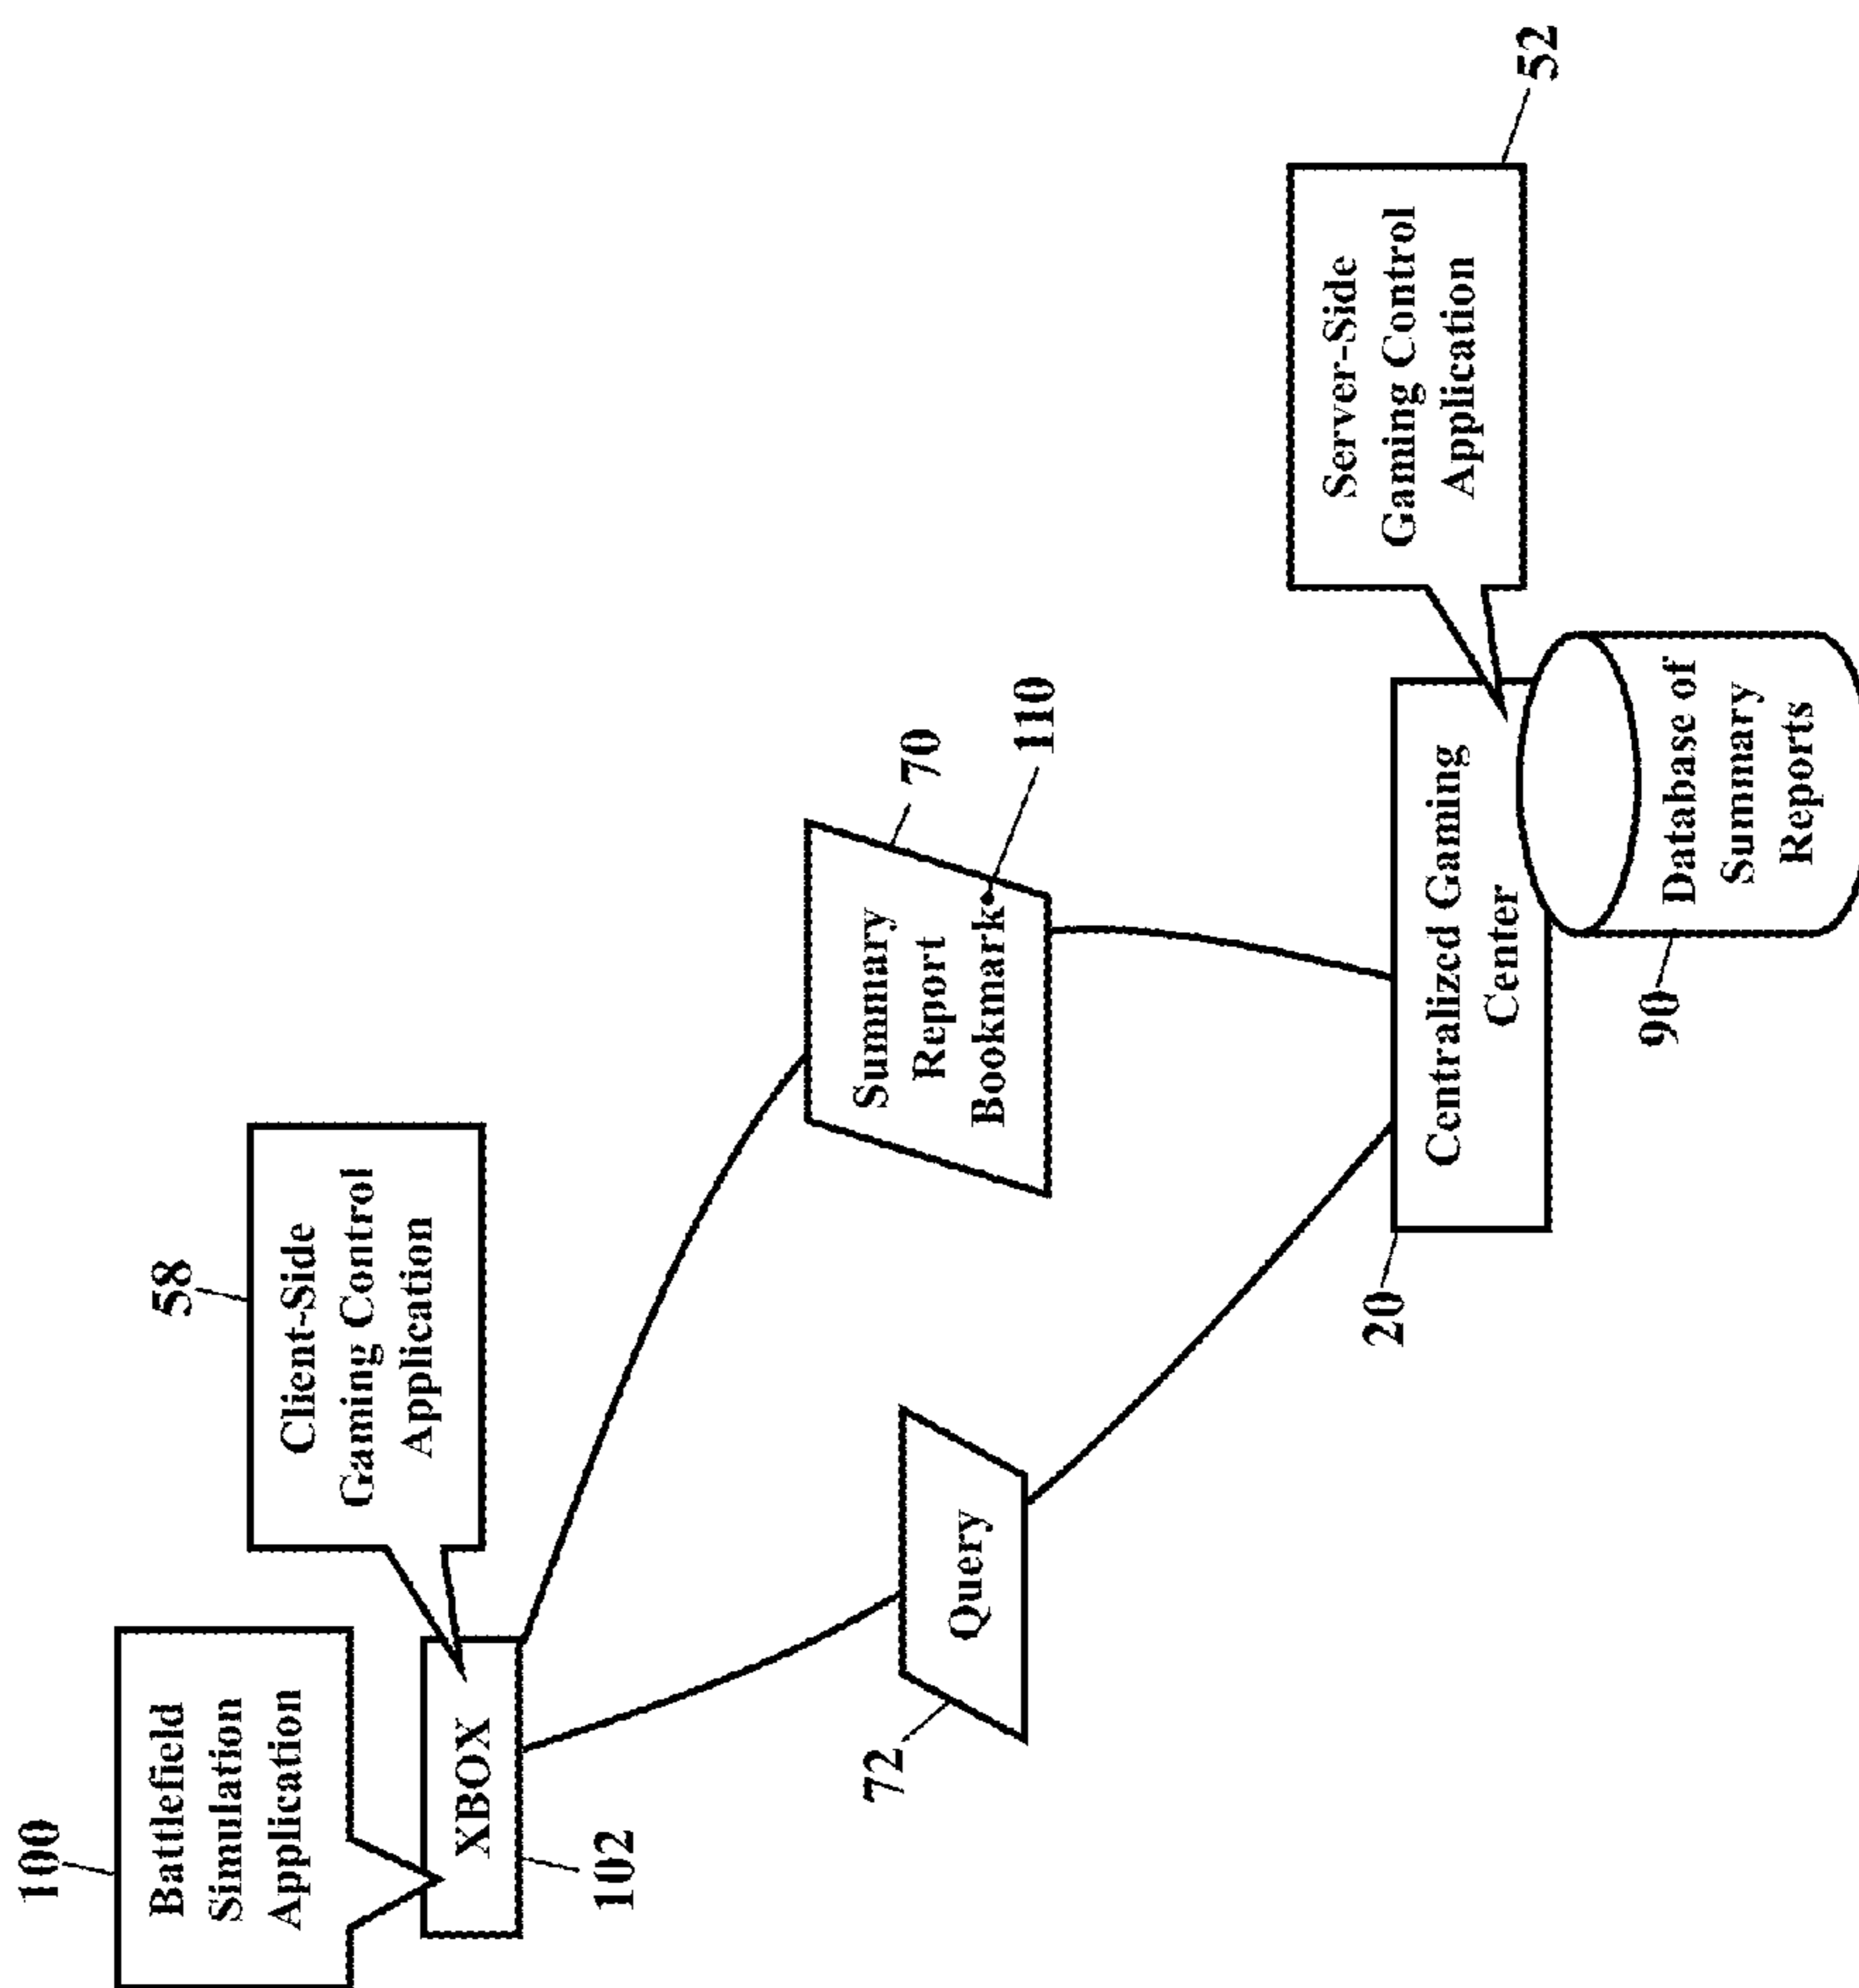 100
Battlefield
Simulation
Application
58
Client-Side
Gaming Control
Application
XBOX
102
72
Query
Summary
Report
Bookmark
70
110
Server-Side
Gaming Control
Application
52
20
Centralized Gaming
Center
90
Database of
Summary
Reports